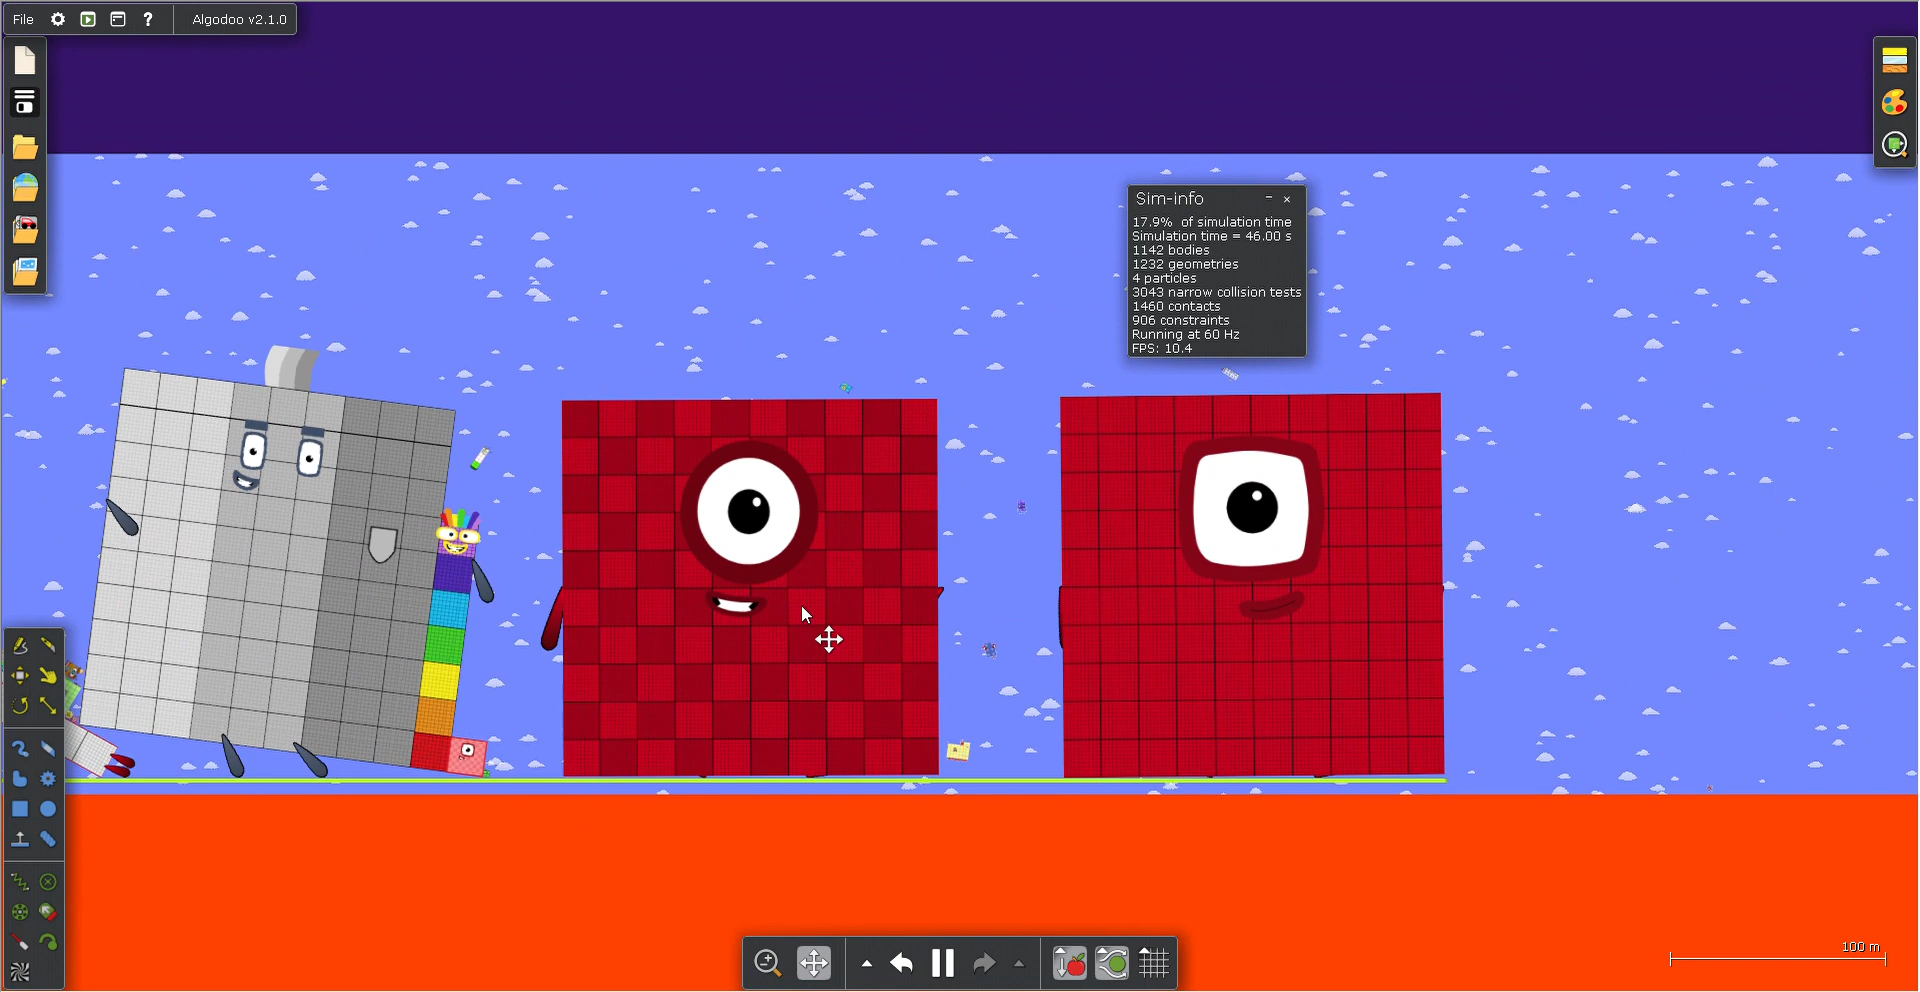 File ? Algodoo v2.1.0
Sim-info
17.9% of simulation time
Simulation time = 46.00 s
1142 bodies
1232 geometries
4 particles
3043 narrow collision tests
1460 contacts
906 constraints
Running at 60 Hz
FPS: 10.4
100 m